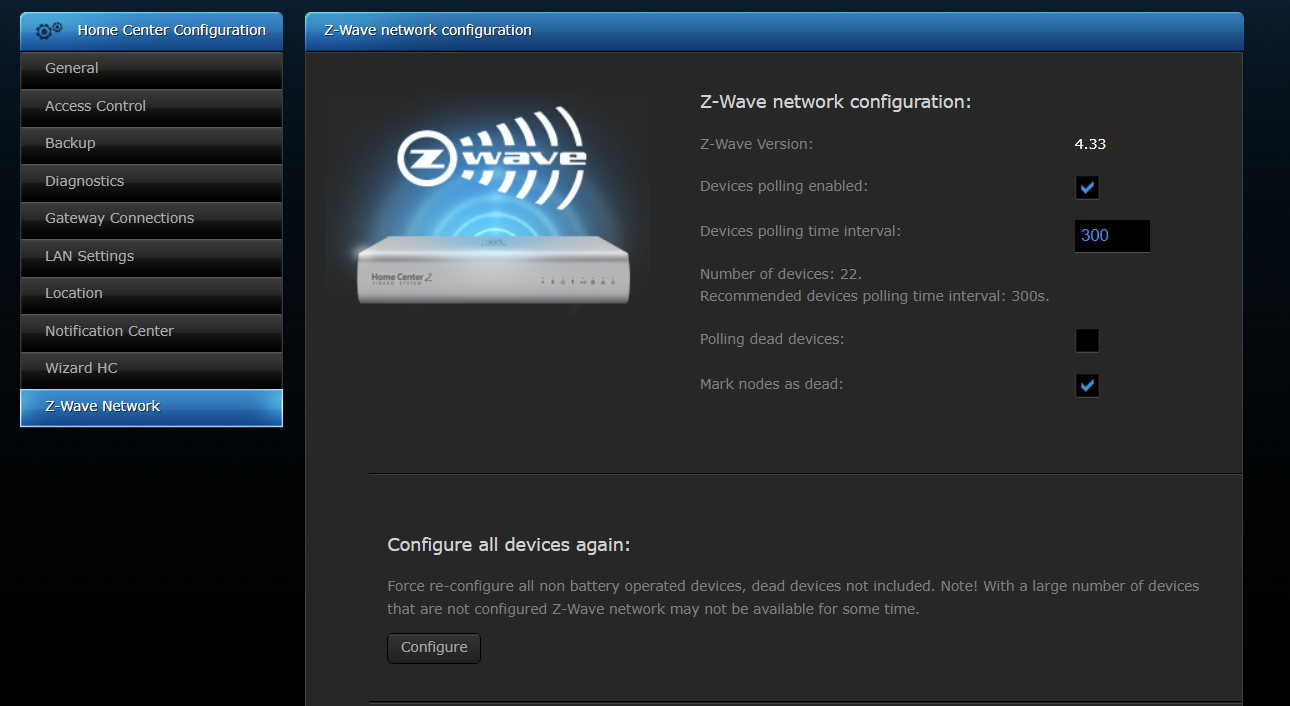 Home Center Configuration
General
Access Control
Backup
Diagnostics
Gateway Connections
LAN Settings
Location
Notification Center
Wizard HC
Z-Wave Network
Z-Wave network configuration
Z wave
Home Center 2
FIBARO SYSTEM
Z-Wave network configuration:
Z-Wave Version: 4.33
Devices polling enabled:
Devices polling time interval: 300
Number of devices: 22.
Recommended devices polling time interval: 300s.
Polling dead devices:
Mark nodes as dead:
Configure all devices again:
Force re-configure all non battery operated devices, dead devices not included. Note! With a large number of devices
that are not configured Z-Wave network may not be available for some time.
Configure